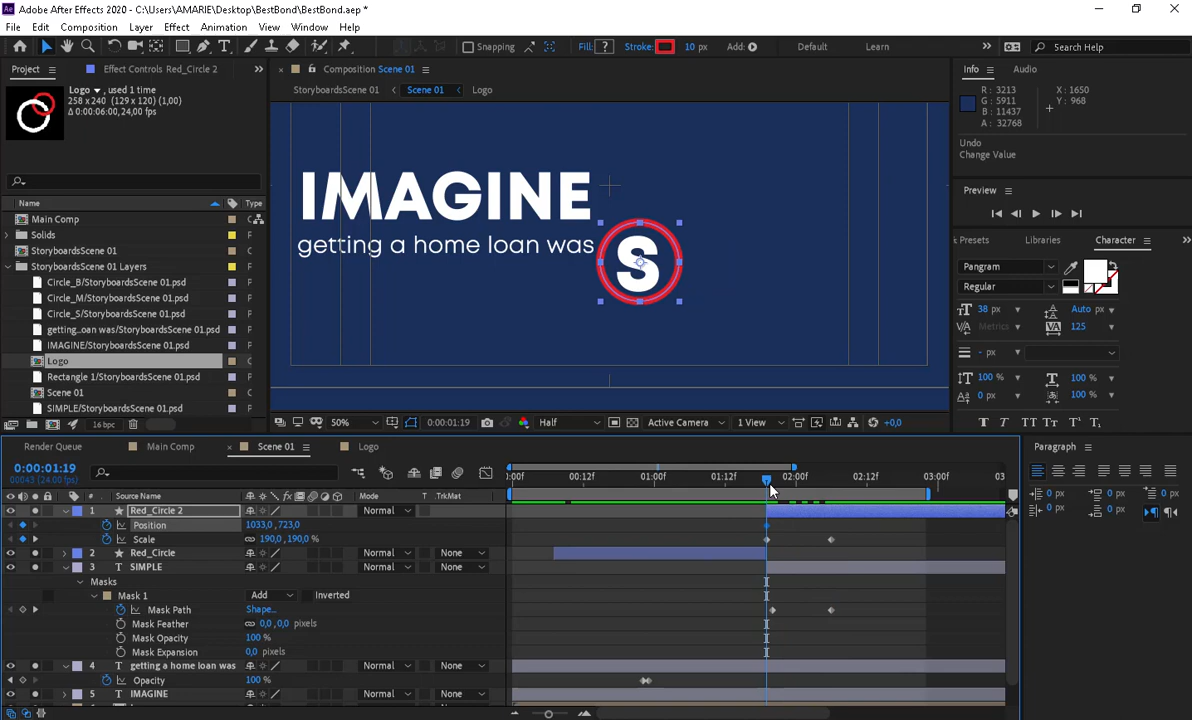 Adobe After Effects 2020 - C:\Users\AMARIE\Desktop\BestBond\BestBond.aep *
File Edit Composition Layer Effect Animation View Window Help
Snapping Fill: ? Stroke: 10 px Add: Default Learn Search Help
Project Effect Controls Red_Circle 2 Composition Scene 01 Info Audio
StoryboardsScene 01 Scene 01 Logo
Logo, used 1 time
258 x 240 (129 x 120) (1,00)
Δ 0:00:06:00, 24,00 fps
R : 3213
G : 5911
B : 11437
A : 32768
X : 1650
Y : 968
Undo
Change Value
Preview
Name Type
Main Comp
Solids
StoryboardsScene 01
StoryboardsScene 01 Layers
Circle_B/StoryboardsScene 01.psd
Circle_M/StoryboardsScene 01.psd
Circle_S/StoryboardsScene 01.psd
getting...oan was/StoryboardsScene 01.psd
IMAGINE/StoryboardsScene 01.psd
Logo
Rectangle 1/StoryboardsScene 01.psd
Scene 01
SIMPLE/StoryboardsScene 01.psd
16 bpc
IMAGINE
getting a home loan was
S
Presets Libraries Character
Pangram
Regular
38 px Auto px
Metrics 125
- px
100 % 100 %
0 px 100 %
T T TT Tt T¹ T₁
50% 0:00:01:19 Half Active Camera 1 View +0,0
Render Queue Main Comp Scene 01 Logo
Paragraph
0 px 0 px 0 px
0 px 0 px
0:00:01:19
00043 (24.00 fps)
:00f 00:12f 01:00f 01:12f 02:00f 02:12f 03:00f 03:
# Source Name Mode T TrkMat
1 Red_Circle 2 Normal
Position 1033,0 ,723,0
Scale 190,0 ,190,0 %
2 Red_Circle Normal None
3 SIMPLE Normal None
Masks
Mask 1 Add Inverted
Mask Path Shape...
Mask Feather 0,0 ,0,0 pixels
Mask Opacity 100 %
Mask Expansion 0,0 pixels
4 getting a home loan was Normal None
Opacity 100 %
5 IMAGINE Normal None